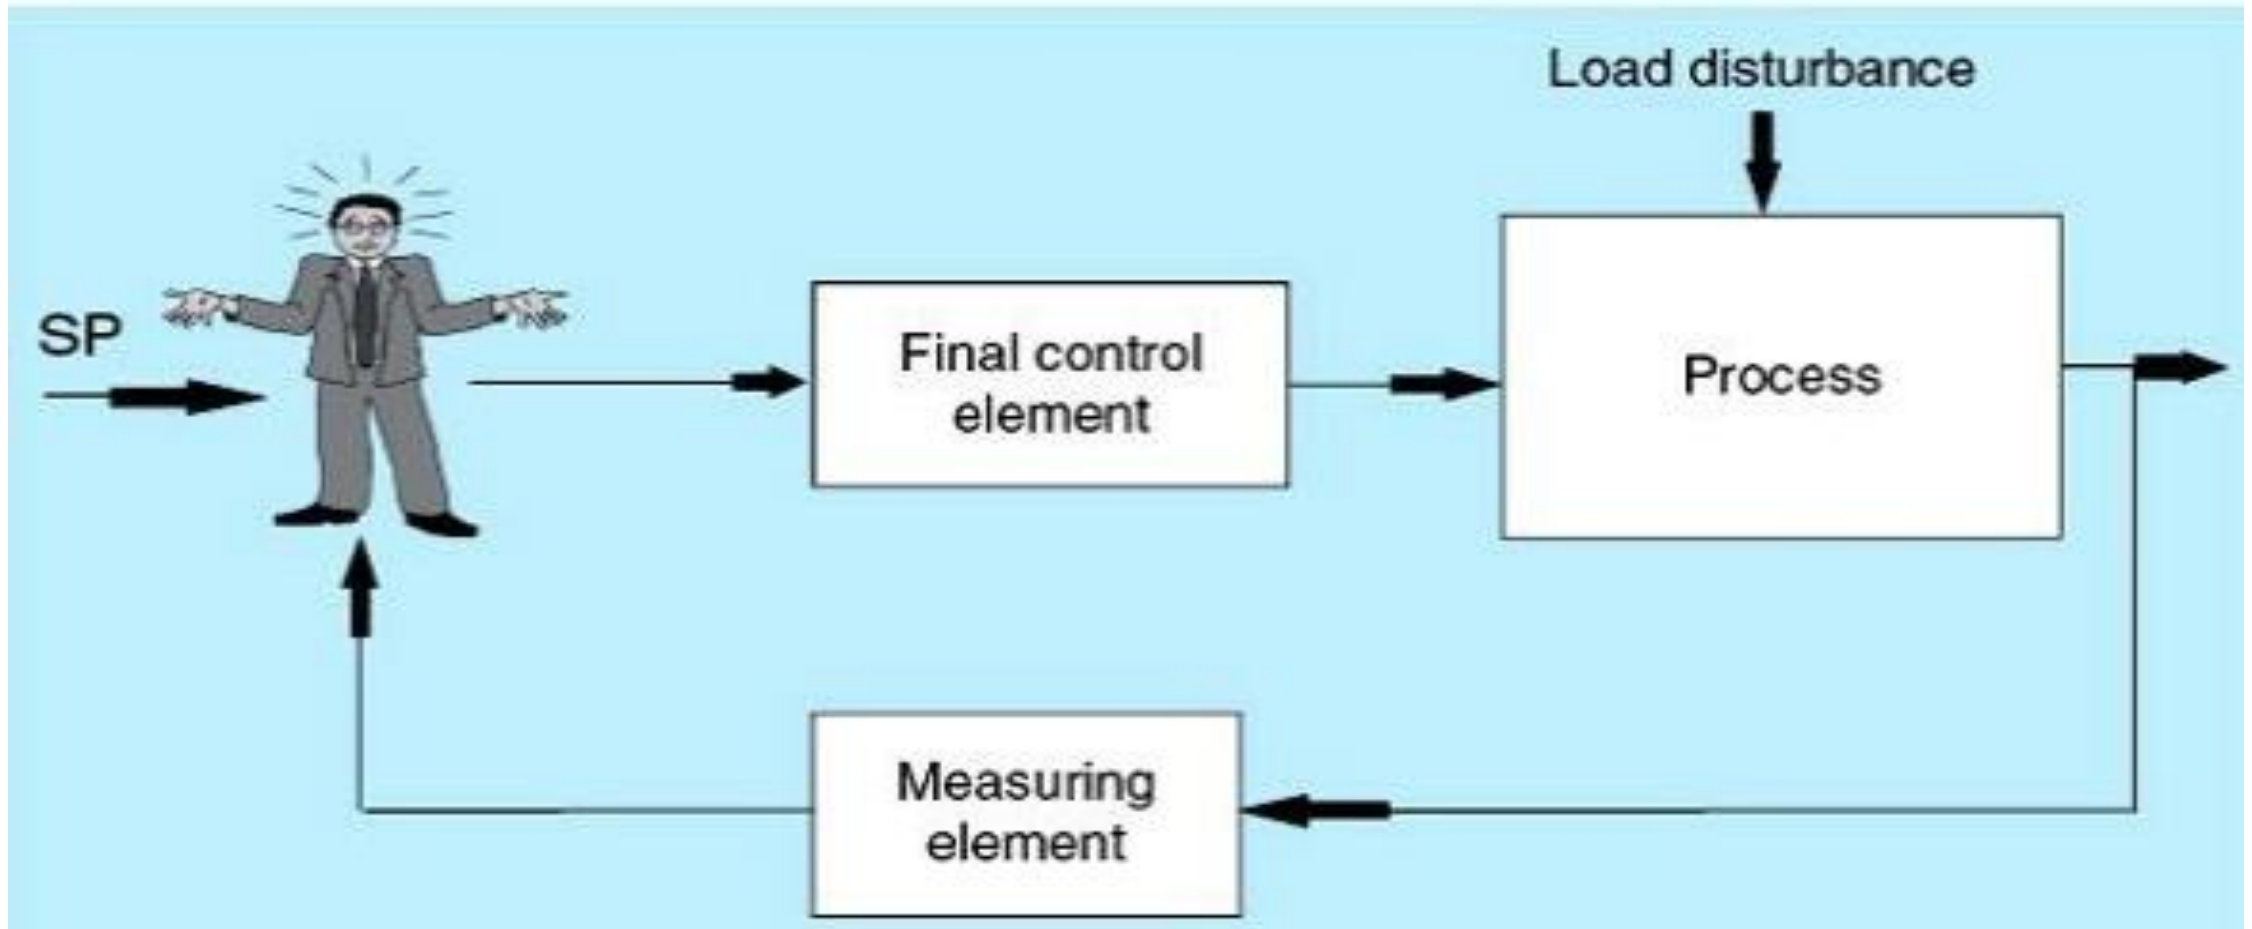 Load disturbance
SP
Final control
element
Process
Measuring
element